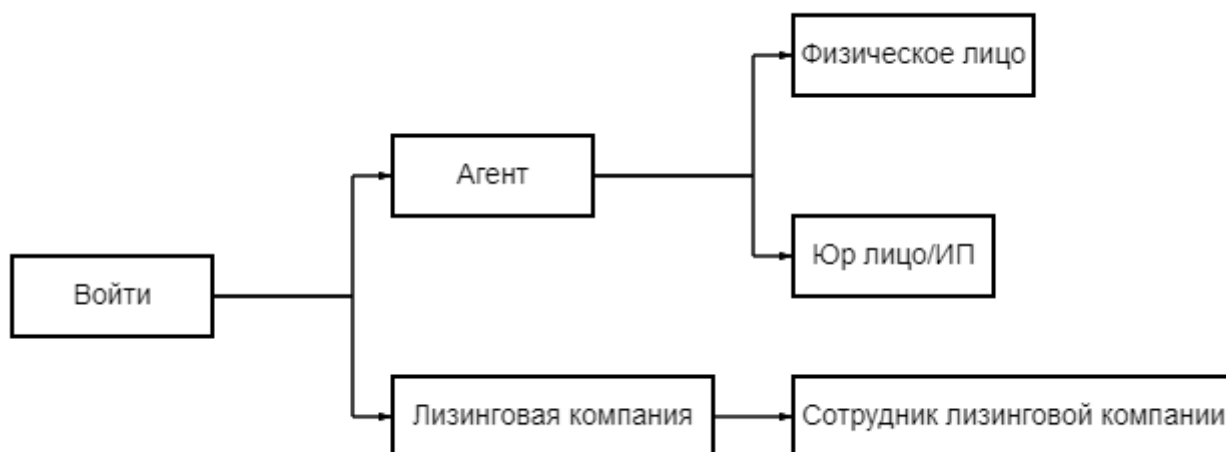 Физическое лицо
Агент
Юр лицо/ИП
Войти
Лизинговая компания
Сотрудник лизинговой компании